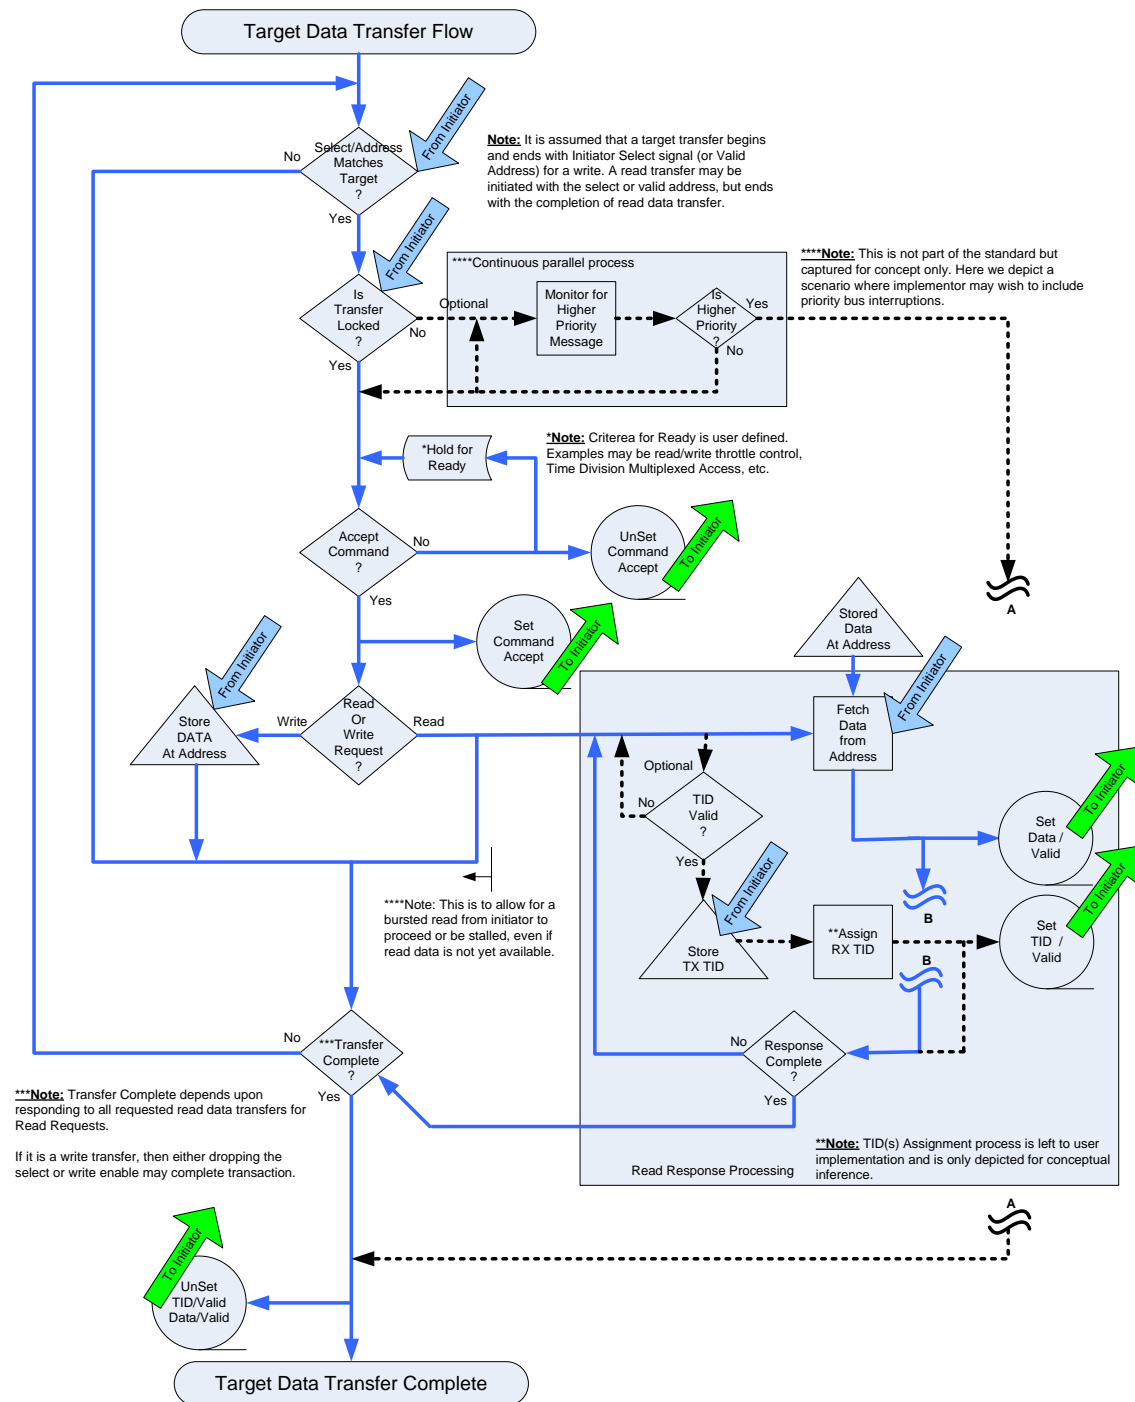 Target Data Transfer Flow
From Initiator
Select/Address
Matches
Target
?
No
Yes
Note: It is assumed that a target transfer begins
and ends with Initiator Select signal (or Valid
Address) for a write. A read transfer may be
initiated with the select or valid address, but ends
with the completion of read data transfer.
From Initiator
Is
Transfer
Locked
?
No
Yes
Optional
****Continuous parallel process
Monitor for
Higher
Priority
Message
Is
Higher
Priority
?
Yes
No
****Note: This is not part of the standard but
captured for concept only. Here we depict a
scenario where implementor may wish to include
priority bus interruptions.
*Hold for
Ready
*Note: Criterea for Ready is user defined.
Examples may be read/write throttle control,
Time Division Multiplexed Access, etc.
Accept
Command
?
No
Yes
UnSet
Command
Accept
To Initiator
Set
Command
Accept
To Initiator
A
Stored
Data
At Address
From Initiator
Store
DATA
At Address
From Initiator
Write
Read
Or
Write
Request
?
Read
Fetch
Data
from
Address
Optional
No
TID
Valid
?
Yes
Set
Data /
Valid
To Initiator
B
From Initiator
Store
TX TID
**Assign
RX TID
Set
TID /
Valid
To Initiator
B
****Note: This is to allow for a
bursted read from initiator to
proceed or be stalled, even if
read data is not yet available.
No
***Transfer
Complete
?
Yes
No
Response
Complete
?
Yes
***Note: Transfer Complete depends upon
responding to all requested read data transfers for
Read Requests.
If it is a write transfer, then either dropping the
select or write enable may complete transaction.
Read Response Processing
**Note: TID(s) Assignment process is left to user
implementation and is only depicted for conceptual
inference.
A
To Initiator
UnSet
TID/Valid
Data/Valid
Target Data Transfer Complete